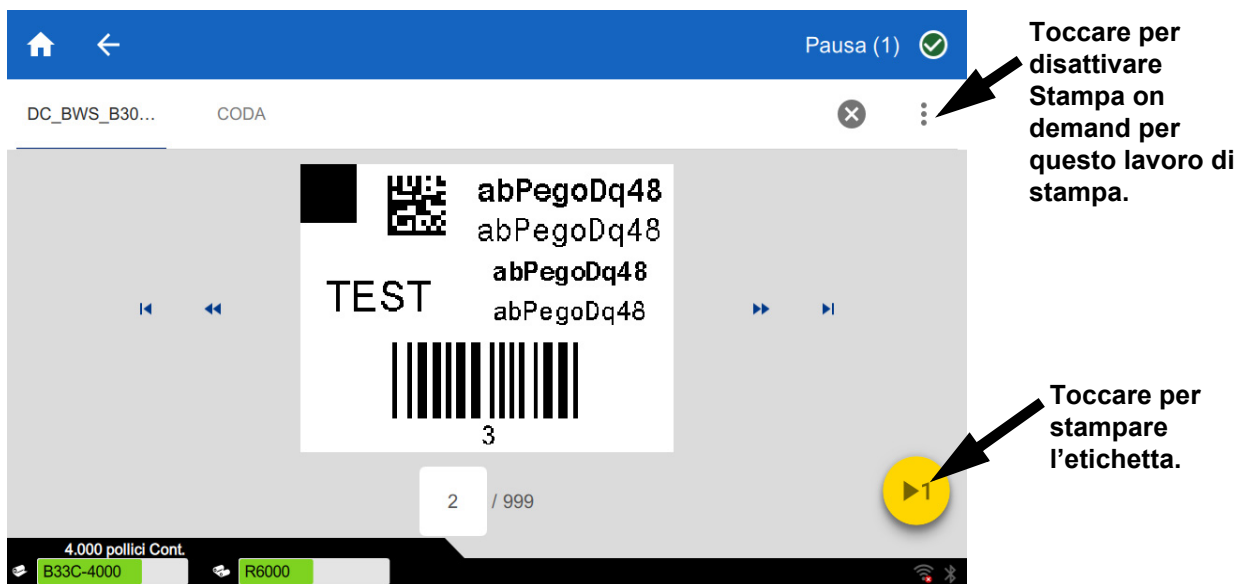 Pausa (1)
DC_BWS_B30... CODA
abPegoDq48
abPegoDq48
abPegoDq48
abPegoDq48
TEST
3
2 / 999
1
4.000 pollici Cont.
B33C-4000 R6000
Toccare per
disattivare
Stampa on
demand per
questo lavoro di
stampa.
Toccare per
stampare
l’etichetta.